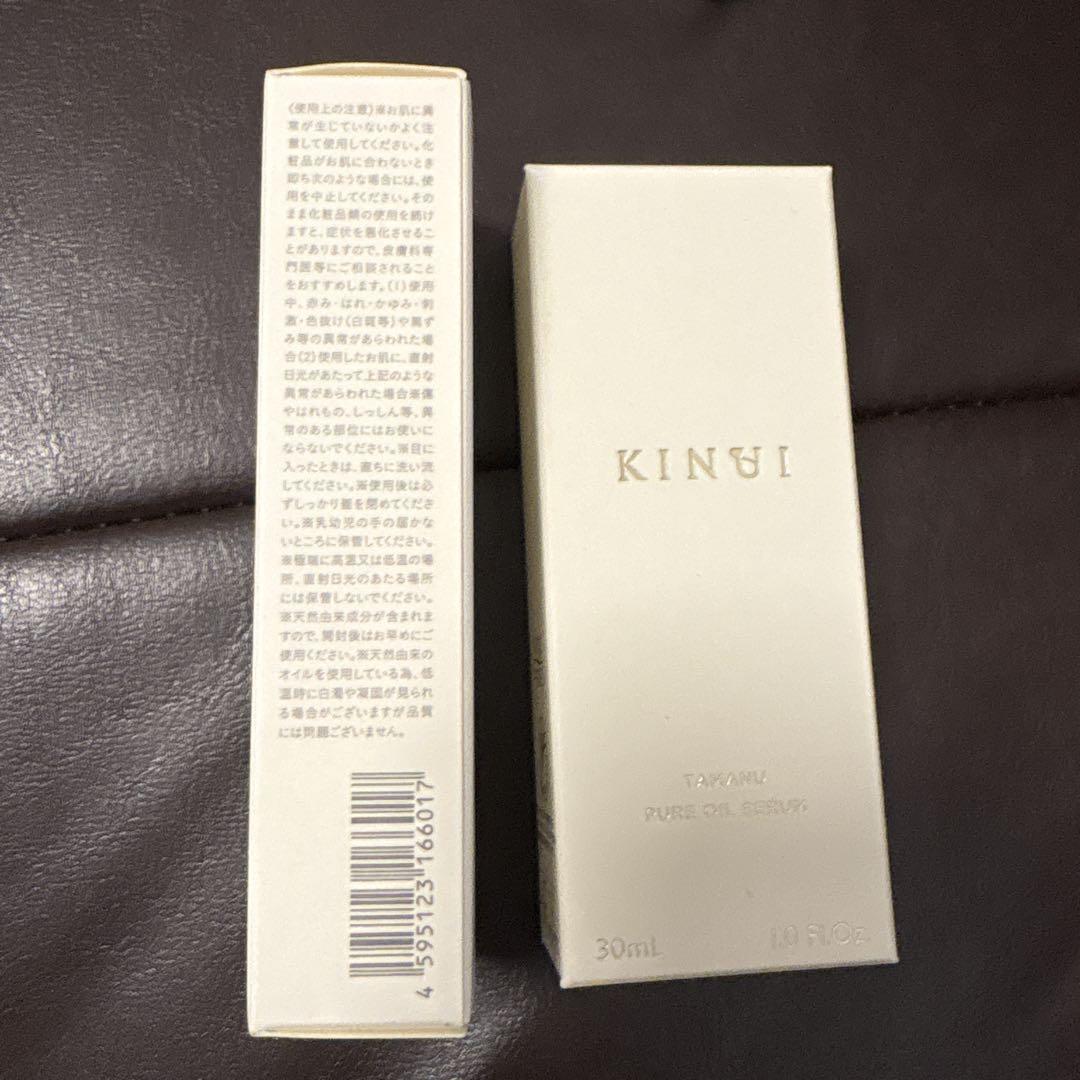 〈使用上の注意〉※お肌に異
常が生じていないかよく注
意して使用してください。化
粧品がお肌に合わないとき
即ち次のような場合には、使
用を中止してください。その
まま化粧品類の使用を続け
ますと、症状を悪化させるこ
とがありますので、皮膚科専
門医等にご相談されること
をおすすめします。(1)使用
中、赤み・はれ・かゆみ・刺
激・色抜け(白斑等)や黒ず
み等の異常があらわれた場
合(2)使用したお肌に、直射
日光があたって上記のような
異常があらわれた場合※傷
やはれもの、しっしん等、異
常のある部位にはお使いに
ならないでください。※目に
入ったときは、直ちに洗い流
してください。※使用後は必
ずしっかり蓋を閉めてくださ
い。※乳幼児の手の届かな
いところに保管してください。
※極端に高温又は低温の場
所、直射日光のあたる場所
には保管しないでください。
※天然由来成分が含まれま
すので、開封後はお早めにご
使用ください。※天然由来の
オイルを使用している為、低
温時に白濁や凝固が見られ
る場合がございますが品質
には問題ございません。
4 595123 166017
KINAI
TAMANU
PURE OIL SERUM
30mL 1.0 Fl.Oz.